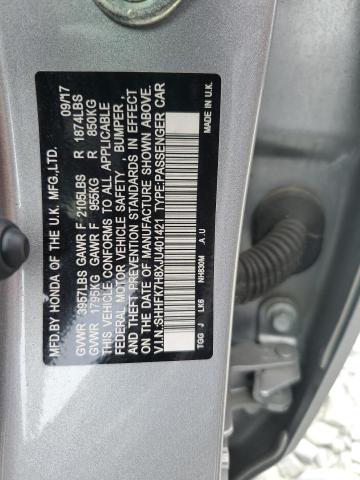 MFD.BY HONDA OF THE U.K. MFG.,LTD. 09/17
GVWR 3957LBS GAWR F 2105LBS R 1874LBS
GVWR 1795KG GAWR F 955KG R 850KG
THIS VEHICLE CONFORMS TO ALL APPLICABLE
FEDERAL MOTOR VEHICLE SAFETY, BUMPER,
AND THEFT PREVENTION STANDARDS IN EFFECT
ON THE DATE OF MANUFACTURE SHOWN ABOVE.
V.I.N.:SHHFK7H8XJU401421 TYPE:PASSENGER CAR
TGG J LK6 NH830M .A.U MADE IN U.K.